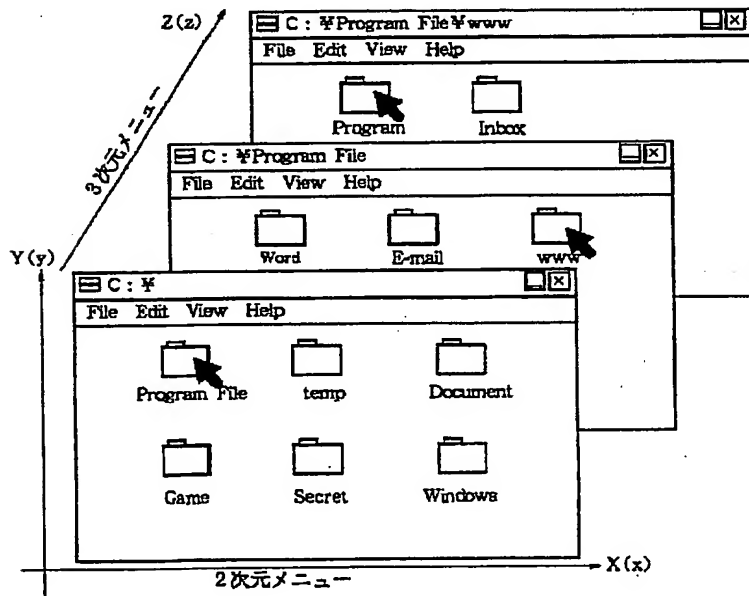 Z(z)
C : ¥Program File¥www
File Edit View Help
Program Inbox
3次元メニュー
C : ¥Program File
File Edit View Help
Word E-mail www
Y(y)
C : ¥
File Edit View Help
Program File temp Document
Game Secret Windows
X(x)
2次元メニュー